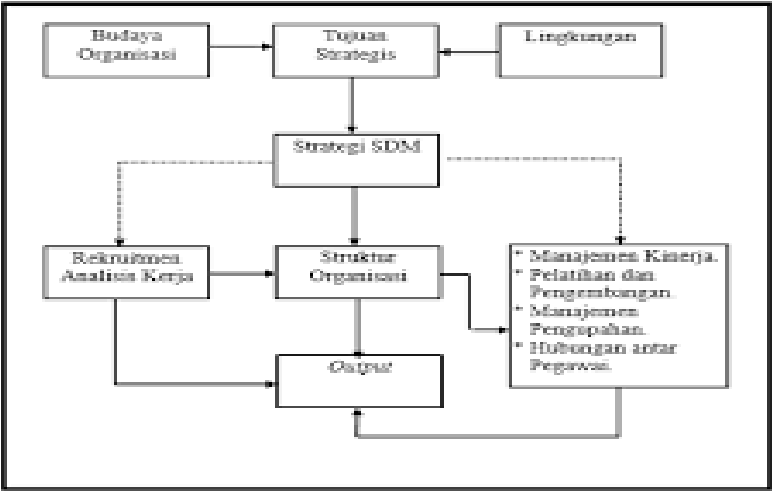 Budaya
Organisasi
Tujuan
Strategis
Lingkungan
Strategi SDM
Rekruitmen
Analisis Kerja
Struktur
Organisasi
* Manajemen Kinerja.
* Pelatihan dan
Pengembangan.
* Manajemen
Pengupahan.
* Hubungan antar
Pegawai.
Output